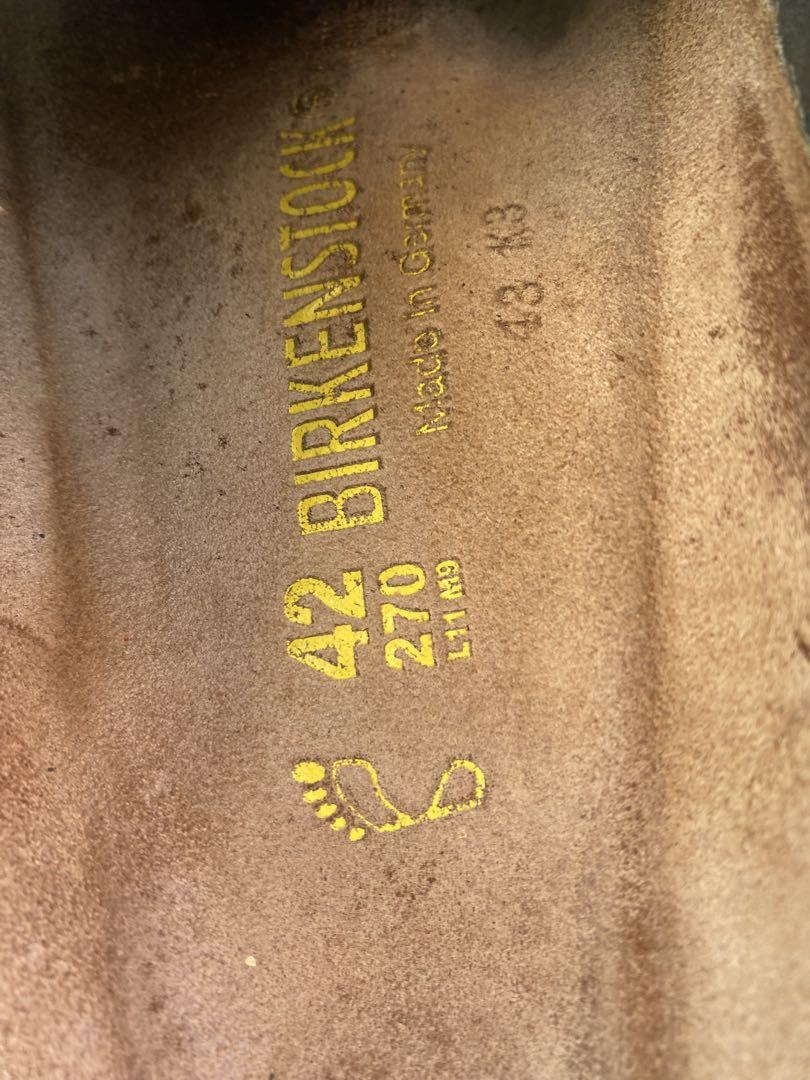 42 BIRKENSTOCK®
270 Made in Germany
L11 M9
43 K3